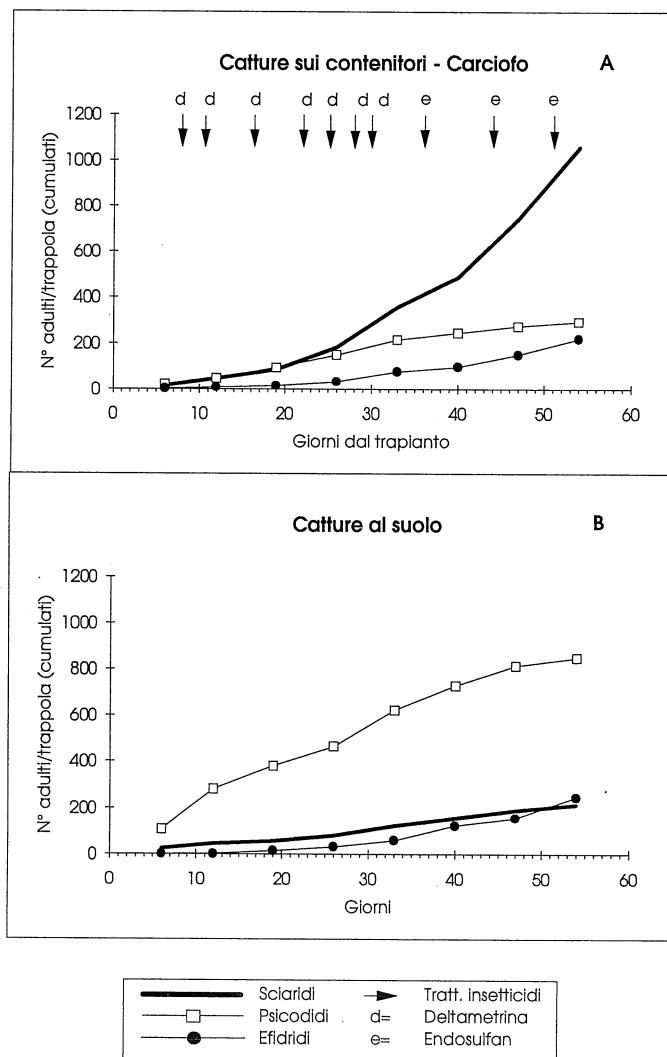 Catture sui contenitori - Carciofo A
d d d d d d d e e e
N° adulti/trappola (cumulati)
1200
1000
800
600
400
200
0
0 10 20 30 40 50 60
Giorni dal trapianto
Catture al suolo B
N° adulti/trappola (cumulati)
1200
1000
800
600
400
200
0
0 10 20 30 40 50 60
Giorni
Sciaridi Tratt. insetticidi
Psicodidi d= Deltametrina
Efidridi e= Endosulfan